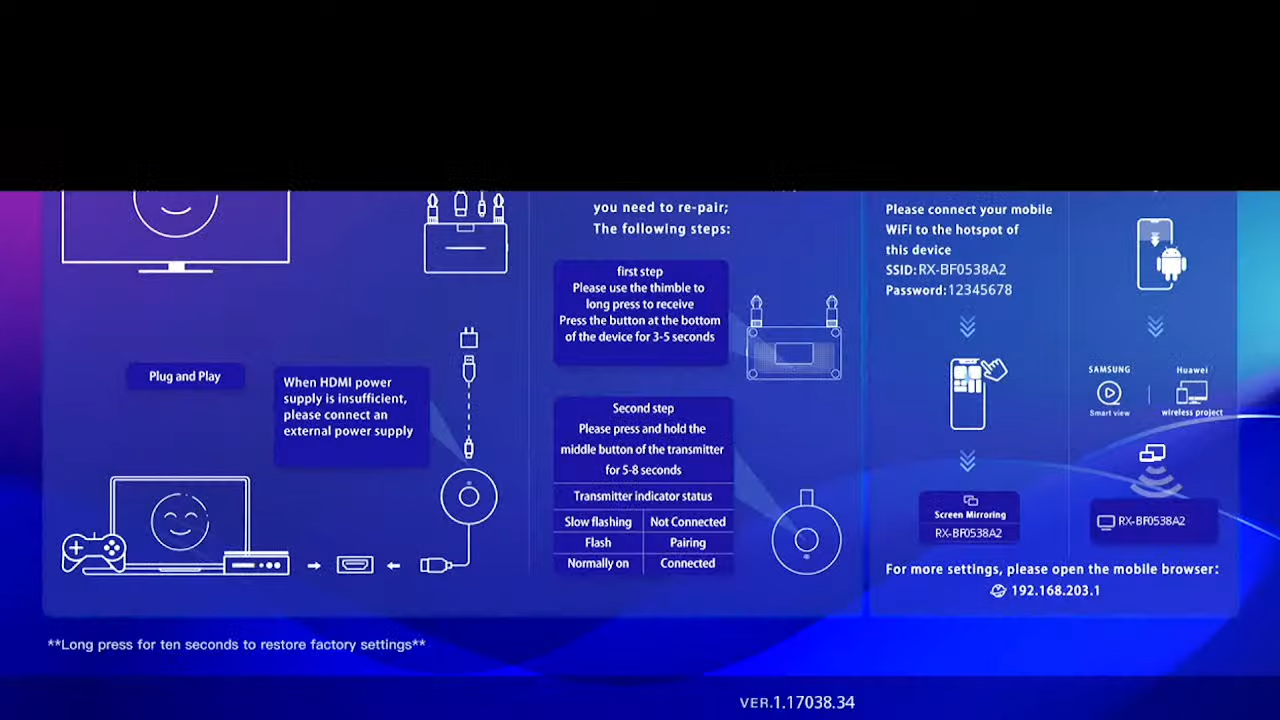 Plug and Play
When HDMI power
supply is insufficient,
please connect an
external power supply
you need to re-pair;
The following steps:
first step
Please use the thimble to
long press to receive
Press the button at the bottom
of the device for 3-5 seconds
Second step
Please press and hold the
middle button of the transmitter
for 5-8 seconds
Transmitter indicator status
Slow flashing Not Connected
Flash Pairing
Normally on Connected
Please connect your mobile
WiFi to the hotspot of
this device
SSID:RX-BF0538A2
Password:12345678
Screen Mirroring
RX-BF0538A2
SAMSUNG
Smart view
Huawei
wireless project
RX-BF0538A2
For more settings, please open the mobile browser:
192.168.203.1
**Long press for ten seconds to restore factory settings**
VER.1.17038.34